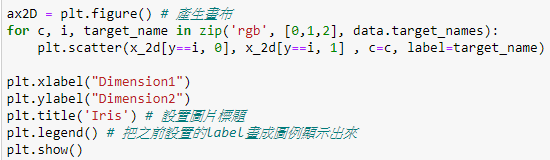 ax2D = plt.figure() # 產生畫布
for c, i, target_name in zip('rgb', [0,1,2], data.target_names):
    plt.scatter(x_2d[y==i, 0], x_2d[y==i, 1] , c=c, label=target_name)

plt.xlabel("Dimension1")
plt.ylabel("Dimension2")
plt.title('Iris') # 設置圖片標題
plt.legend() # 把之前設置的label畫成圖例顯示出來
plt.show()